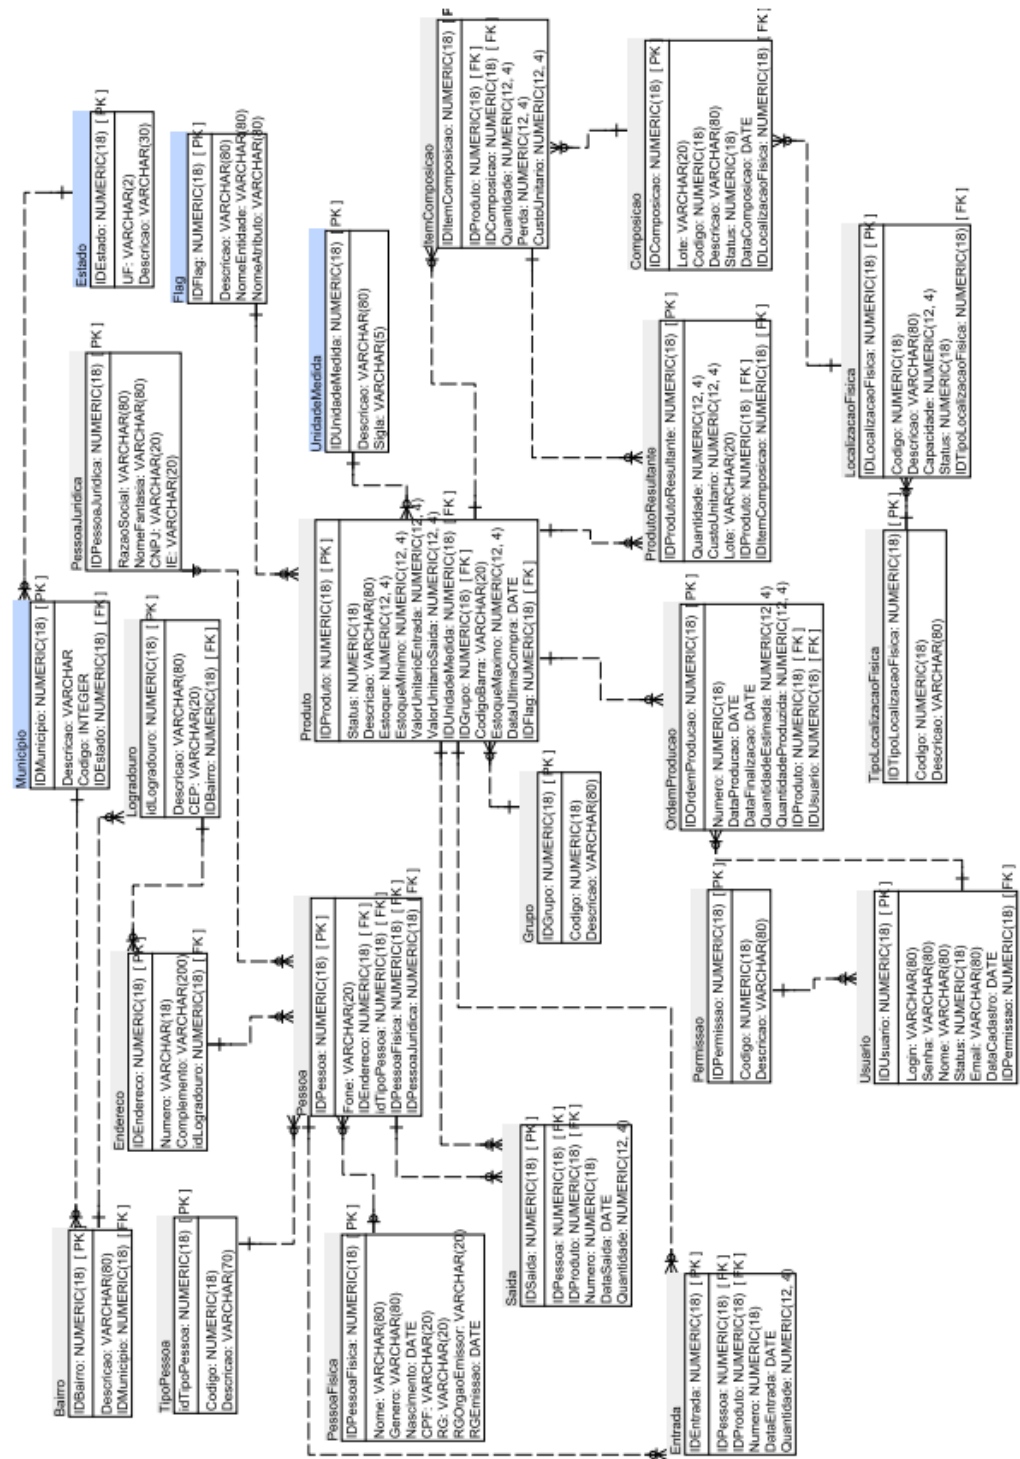 Bairro
IDBairro: NUMERIC(18) [ PK ]
Descricao: VARCHAR(80)
IDMunicipio: NUMERIC(18) [ FK ]
Municipio
IDMunicipio: NUMERIC(18) [ PK ]
Descricao: VARCHAR
Codigo: INTEGER
IDEstado: NUMERIC(18) [ FK ]
Estado
IDEstado: NUMERIC(18) [ PK ]
UF: VARCHAR(2)
Descricao: VARCHAR(30)
TipoPessoa
idTipoPessoa: NUMERIC(18) [ PK ]
Codigo: NUMERIC(18)
Descricao: VARCHAR(70)
Endereco
IDEndereco: NUMERIC(18) [ PK ]
Numero: VARCHAR(18)
Complemento: VARCHAR(200)
idLogradouro: NUMERIC(18) [ FK ]
Logradouro
idLogradouro: NUMERIC(18) [ PK ]
Descricao: VARCHAR(80)
CEP: VARCHAR(20)
IDBairro: NUMERIC(18) [ FK ]
PessoaJuridica
IDPessoaJuridica: NUMERIC(18) [ PK ]
RazaoSocial: VARCHAR(80)
NomeFantasia: VARCHAR(80)
CNPJ: VARCHAR(20)
IE: VARCHAR(20)
Flag
IDFlag: NUMERIC(18) [ PK ]
Descricao: VARCHAR(80)
NomeEntidade: VARCHAR(80)
NomeAtributo: VARCHAR(80)
PessoaFisica
IDPessoaFisica: NUMERIC(18) [ PK ]
Nome: VARCHAR(80)
Genero: VARCHAR(80)
Nascimento: DATE
CPF: VARCHAR(20)
RG: VARCHAR(20)
RGOrgaoEmissor: VARCHAR(20)
RGEmissao: DATE
Pessoa
IDPessoa: NUMERIC(18) [ PK ]
Fone: VARCHAR(20)
IDEndereco: NUMERIC(18) [ FK ]
idTipoPessoa: NUMERIC(18) [ FK ]
IDPessoaFisica: NUMERIC(18) [ FK ]
IDPessoaJuridica: NUMERIC(18) [ FK ]
Produto
IDProduto: NUMERIC(18) [ PK ]
Status: NUMERIC(18)
Descricao: VARCHAR(80)
Estoque: NUMERIC(12, 4)
EstoqueMinimo: NUMERIC(12, 4)
ValorUnitarioEntrada: NUMERIC(12, 4)
ValorUnitarioSaida: NUMERIC(12, 4)
IDUnidadeMedida: NUMERIC(18) [ FK ]
IDGrupo: NUMERIC(18) [ FK ]
CodigoBarra: VARCHAR(20)
EstoqueMaximo: NUMERIC(12, 4)
DataUltimaCompra: DATE
IDFlag: NUMERIC(18) [ FK ]
UnidadeMedida
IDUnidadeMedida: NUMERIC(18) [ PK ]
Descricao: VARCHAR(80)
Sigla: VARCHAR(5)
ItemComposicao
IDItemComposicao: NUMERIC(18) [ P
IDProduto: NUMERIC(18) [ FK ]
IDComposicao: NUMERIC(18) [ FK ]
Quantidade: NUMERIC(12, 4)
Perda: NUMERIC(12, 4)
CustoUnitario: NUMERIC(12, 4)
Saida
IDSaida: NUMERIC(18) [ PK ]
IDPessoa: NUMERIC(18) [ FK ]
IDProduto: NUMERIC(18) [ FK ]
Numero: NUMERIC(18)
DataSaida: DATE
Quantidade: NUMERIC(12, 4)
Grupo
IDGrupo: NUMERIC(18) [ PK ]
Codigo: NUMERIC(18)
Descricao: VARCHAR(80)
ProdutoResultante
IDProdutoResultante: NUMERIC(18) [ PK ]
Quantidade: NUMERIC(12, 4)
CustoUnitario: NUMERIC(12, 4)
Lote: VARCHAR(20)
IDProduto: NUMERIC(18) [ FK ]
IDItemComposicao: NUMERIC(18) [ FK ]
Composicao
IDComposicao: NUMERIC(18) [ PK ]
Lote: VARCHAR(20)
Codigo: NUMERIC(18)
Descricao: VARCHAR(80)
Status: NUMERIC(18)
DataComposicao: DATE
IDLocalizacaoFisica: NUMERIC(18) [ FK ]
Entrada
IDEntrada: NUMERIC(18) [ PK ]
IDPessoa: NUMERIC(18) [ FK ]
IDProduto: NUMERIC(18) [ FK ]
Numero: NUMERIC(18)
DataEntrada: DATE
Quantidade: NUMERIC(12, 4)
Permissao
IDPermissao: NUMERIC(18) [ PK ]
Codigo: NUMERIC(18)
Descricao: VARCHAR(80)
OrdemProducao
IDOrdemProducao: NUMERIC(18) [ PK ]
Numero: NUMERIC(18)
DataProducao: DATE
DataFinalizacao: DATE
QuantidadeEstimada: NUMERIC(12, 4)
QuantidadeProduzida: NUMERIC(12, 4)
IDProduto: NUMERIC(18) [ FK ]
IDUsuario: NUMERIC(18) [ FK ]
Usuario
IDUsuario: NUMERIC(18) [ PK ]
Login: VARCHAR(80)
Senha: VARCHAR(80)
Nome: VARCHAR(80)
Status: NUMERIC(18)
Email: VARCHAR(80)
DataCadastro: DATE
IDPermissao: NUMERIC(18) [ FK ]
TipoLocalizacaoFisica
IDTipoLocalizacaoFisica: NUMERIC(18) [ PK ]
Codigo: NUMERIC(18)
Descricao: VARCHAR(80)
LocalizacaoFisica
IDLocalizacaoFisica: NUMERIC(18) [ PK ]
Codigo: NUMERIC(18)
Descricao: VARCHAR(80)
Capacidade: NUMERIC(12, 4)
Status: NUMERIC(18)
IDTipoLocalizacaoFisica: NUMERIC(18) [ FK ]